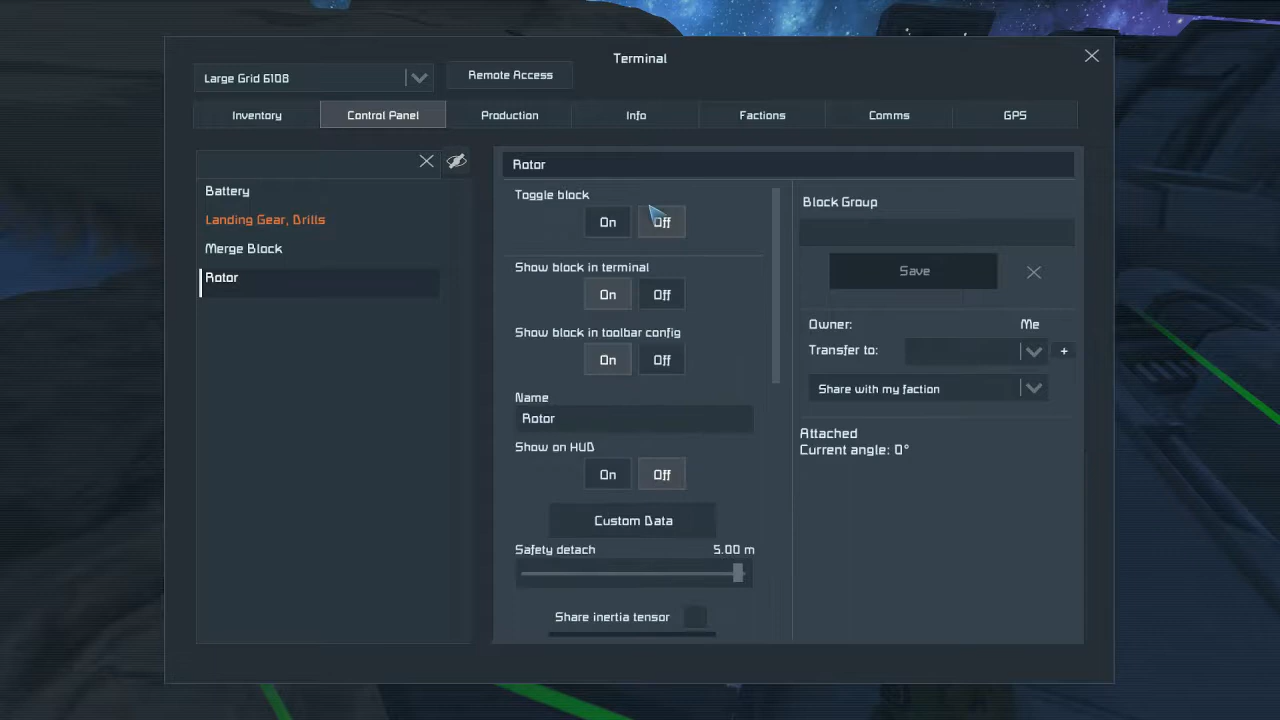 Terminal
Large Grid 6108
Remote Access
Inventory
Control Panel
Production
Info
Factions
Comms
GPS
Battery
Landing Gear, Drills
Merge Block
Rotor
Rotor
Toggle block
On
Off
Show block in terminal
On
Off
Show block in toolbar config
On
Off
Name
Rotor
Show on HUD
On
Off
Custom Data
Safety detach 5.00 m
Share inertia tensor
Block Group
Save
Owner: Me
Transfer to:
+
Share with my faction
Attached
Current angle: 0°